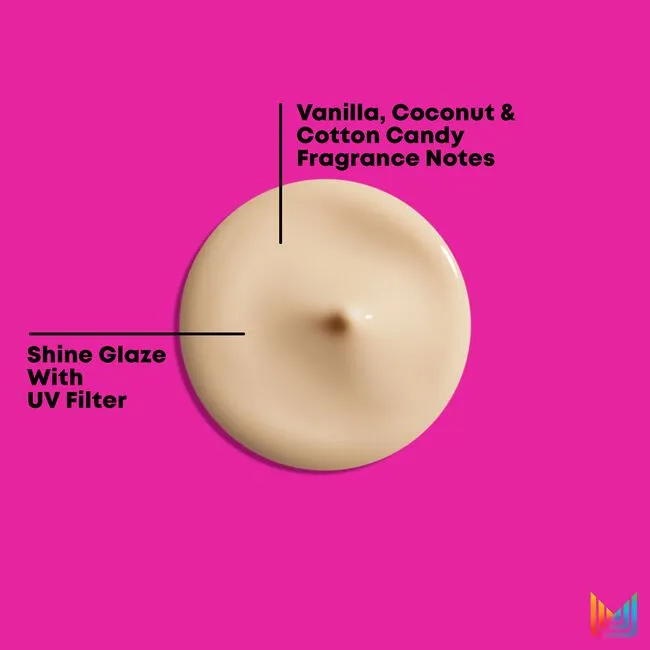 Vanilla, Coconut &
Cotton Candy
Fragrance Notes
Shine Glaze
With
UV Filter